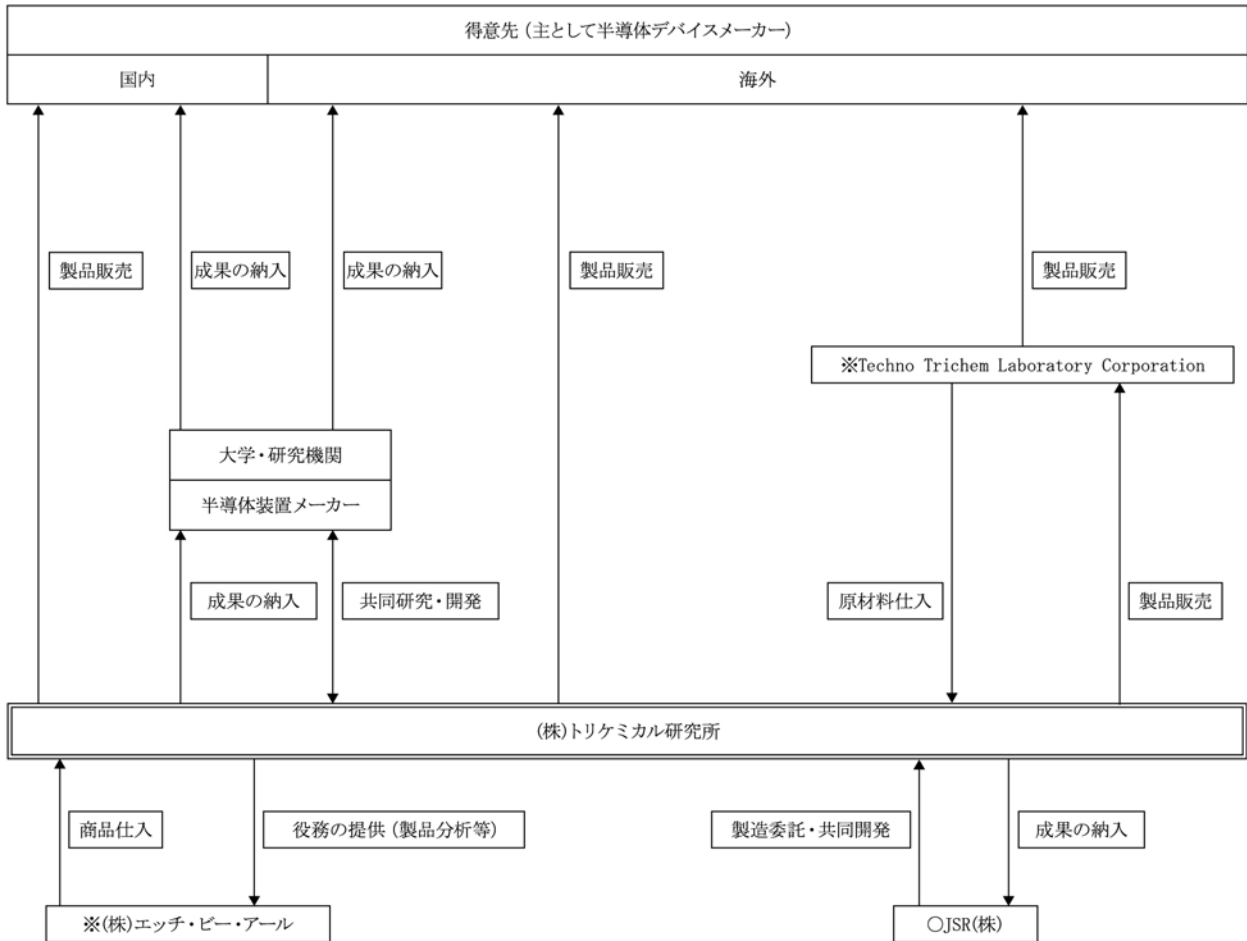 得意先（主として半導体デバイスメーカー）
国内
海外
製品販売
成果の納入
成果の納入
製品販売
製品販売
※Techno Trichem Laboratory Corporation
大学・研究機関
半導体装置メーカー
成果の納入
共同研究・開発
原材料仕入
製品販売
(株)トリケミカル研究所
商品仕入
役務の提供（製品分析等）
製造委託・共同開発
成果の納入
※(株)エッチ・ビー・アール
○JSR(株)